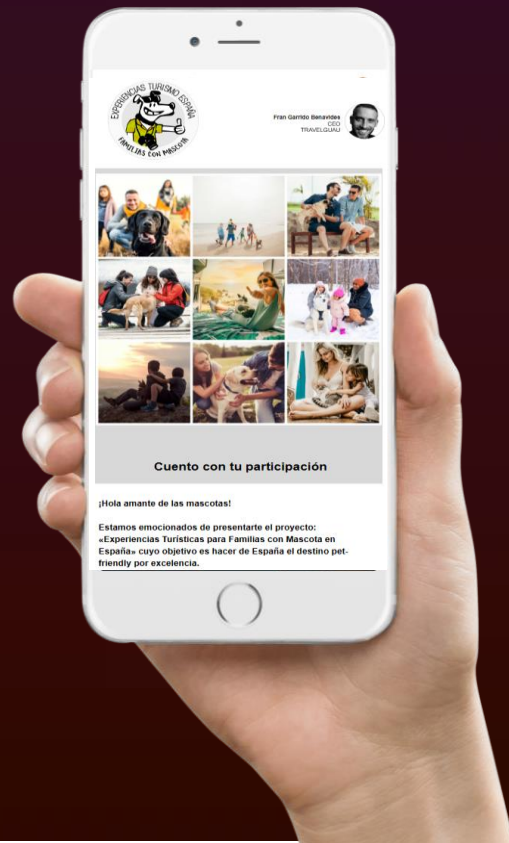 EXPERIENCIAS TURISMO ESPAÑA
FAMILIAS CON MASCOTA
Fran Garrido Benavides
CEO
TRAVELGUAU
Cuento con tu participación
¡Hola amante de las mascotas!
Estamos emocionados de presentarte el proyecto:
«Experiencias Turísticas para Familias con Mascota en
España» cuyo objetivo es hacer de España el destino pet-
friendly por excelencia.